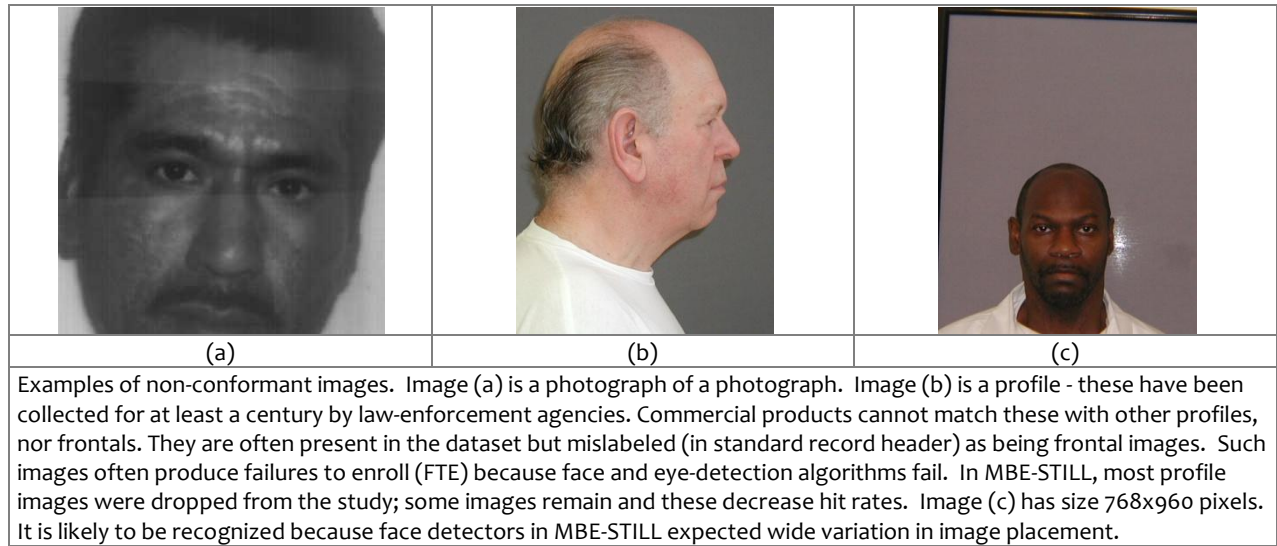 (a) (b) (c)
Examples of non-conformant images. Image (a) is a photograph of a photograph. Image (b) is a profile - these have been
collected for at least a century by law-enforcement agencies. Commercial products cannot match these with other profiles,
nor frontals. They are often present in the dataset but mislabeled (in standard record header) as being frontal images. Such
images often produce failures to enroll (FTE) because face and eye-detection algorithms fail. In MBE-STILL, most profile
images were dropped from the study; some images remain and these decrease hit rates. Image (c) has size 768x960 pixels.
It is likely to be recognized because face detectors in MBE-STILL expected wide variation in image placement.